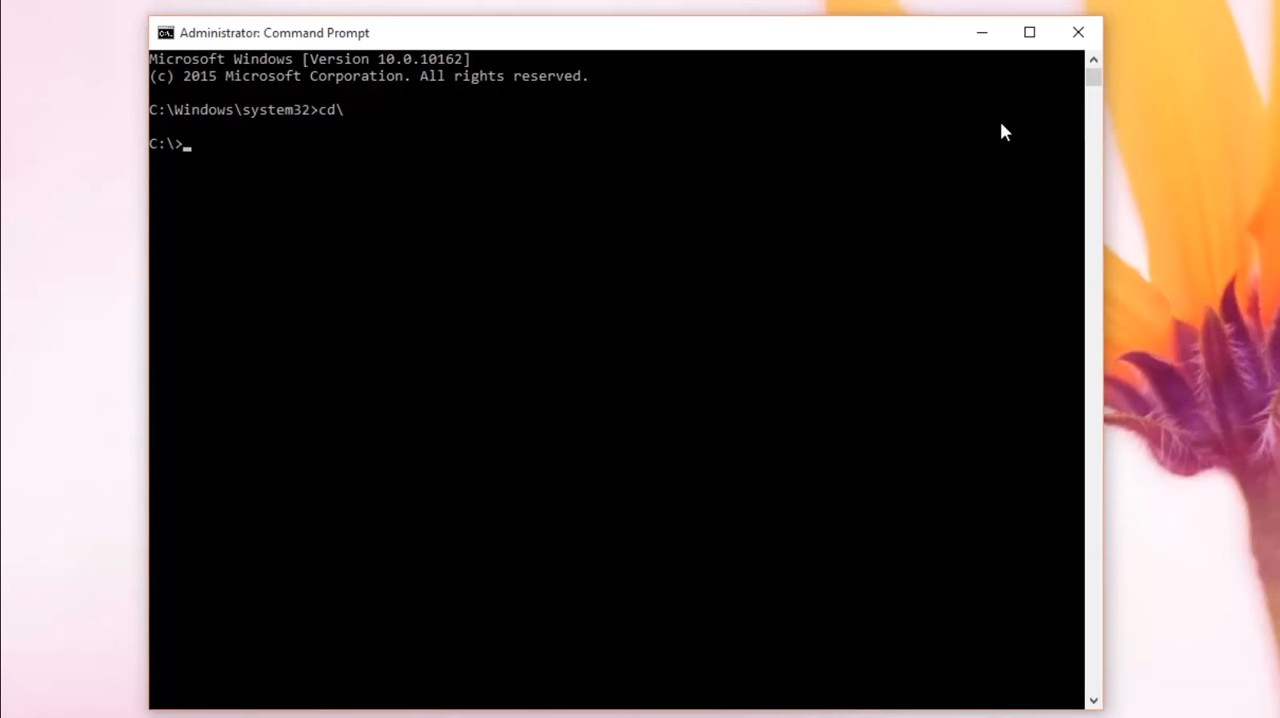 Administrator: Command Prompt
Microsoft Windows [Version 10.0.10162]
(c) 2015 Microsoft Corporation. All rights reserved.
C:\Windows\system32>cd\
C:\>_